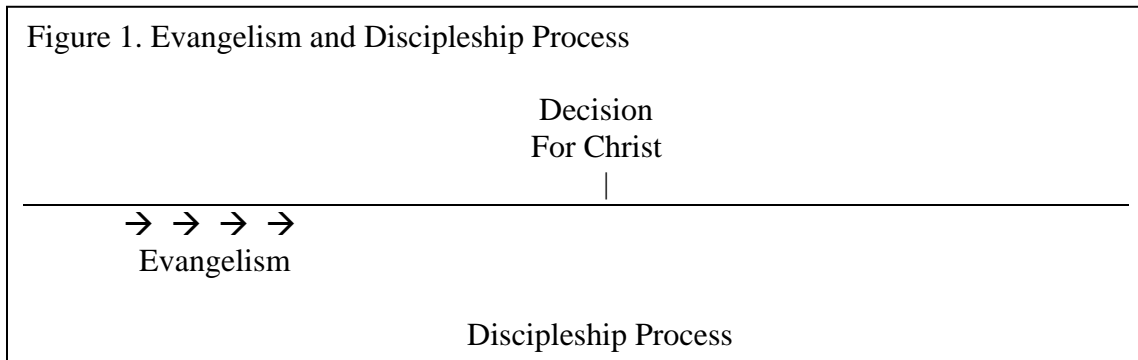 Figure 1. Evangelism and Discipleship Process
Decision
For Christ
|
→ → → →
Evangelism
Discipleship Process